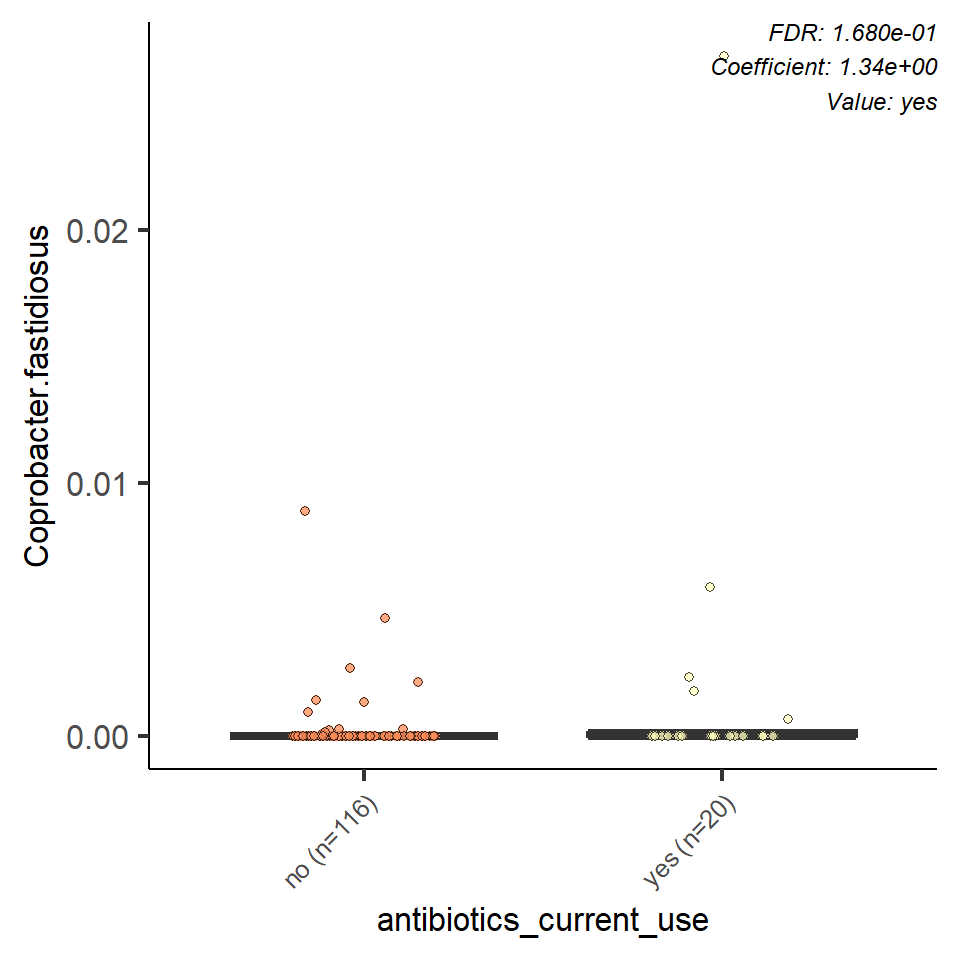 FDR: 1.680e-01
Coefficient: 1.34e+00
Value: yes
Coprobacter.fastidiosus
0.02
0.01
0.00
no (n=116)
yes (n=20)
antibiotics_current_use